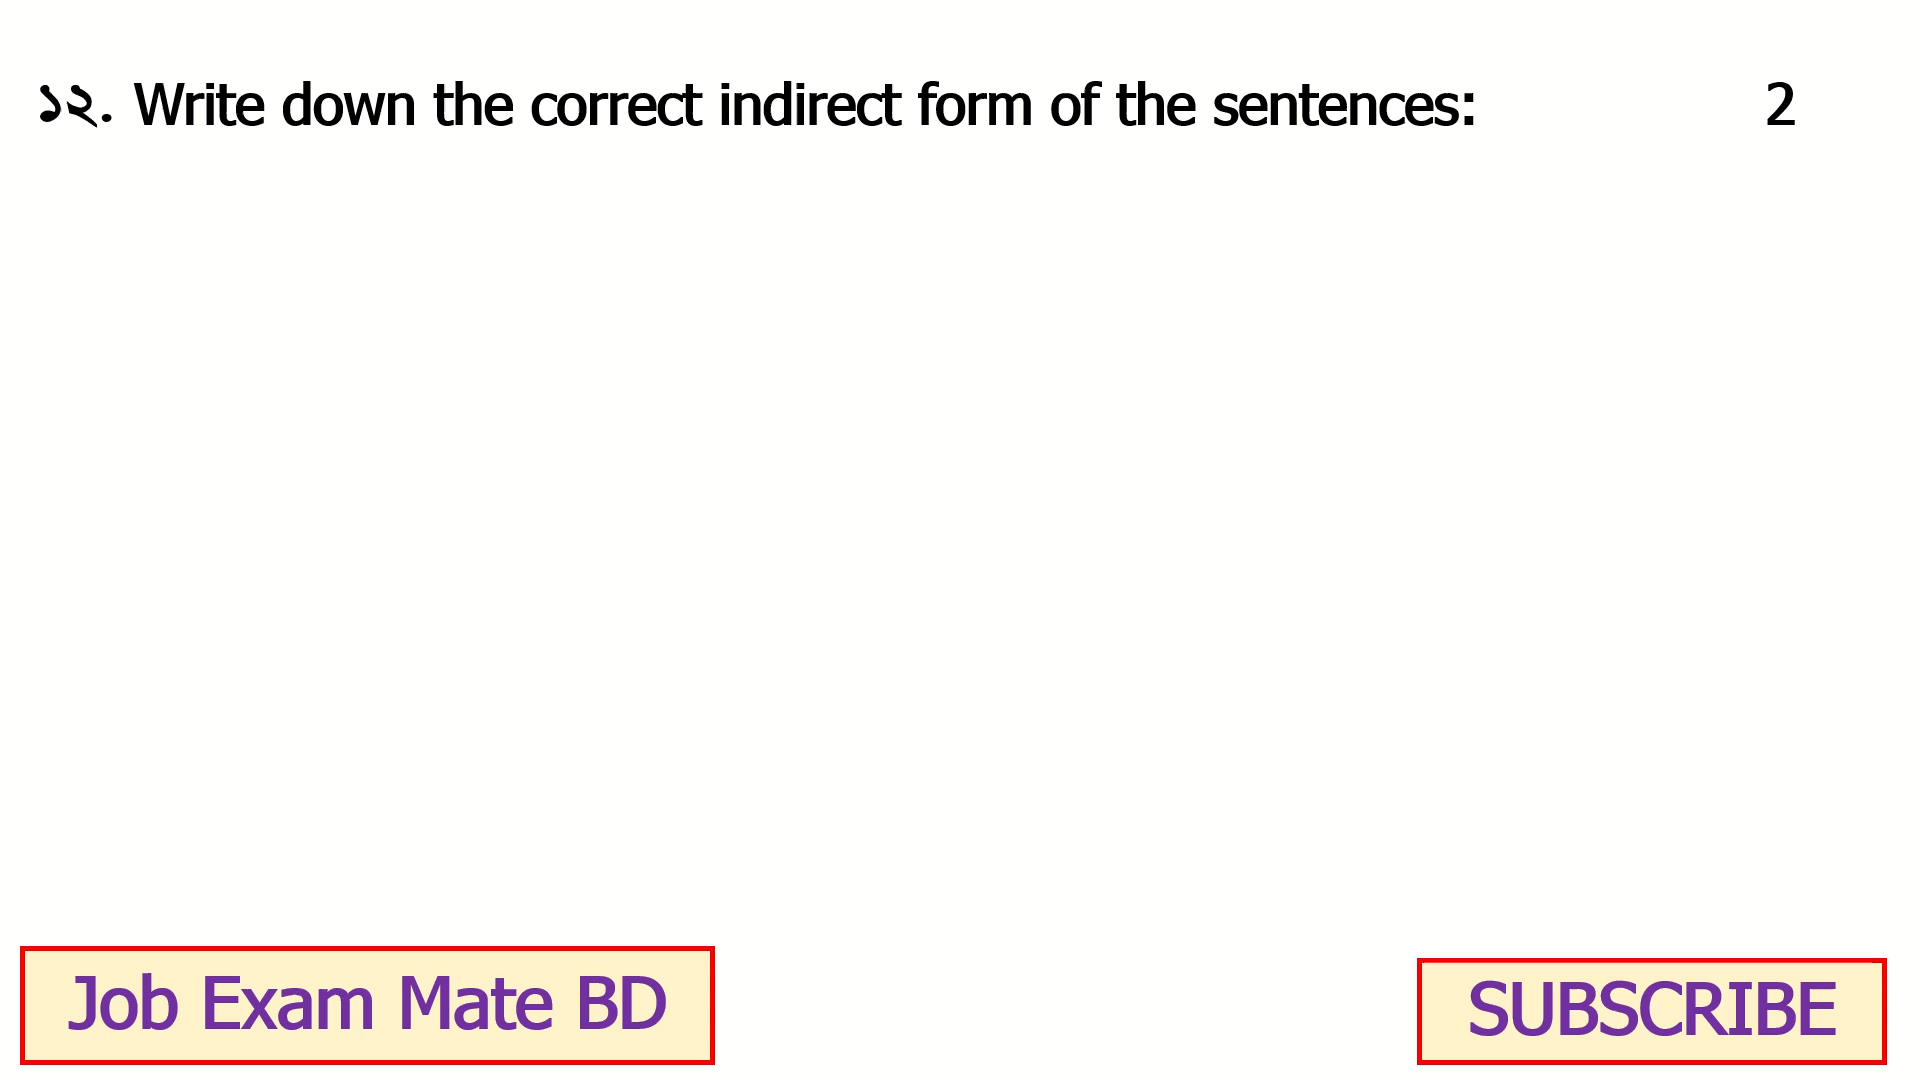 ১২. Write down the correct indirect form of the sentences: 2
Job Exam Mate BD
SUBSCRIBE